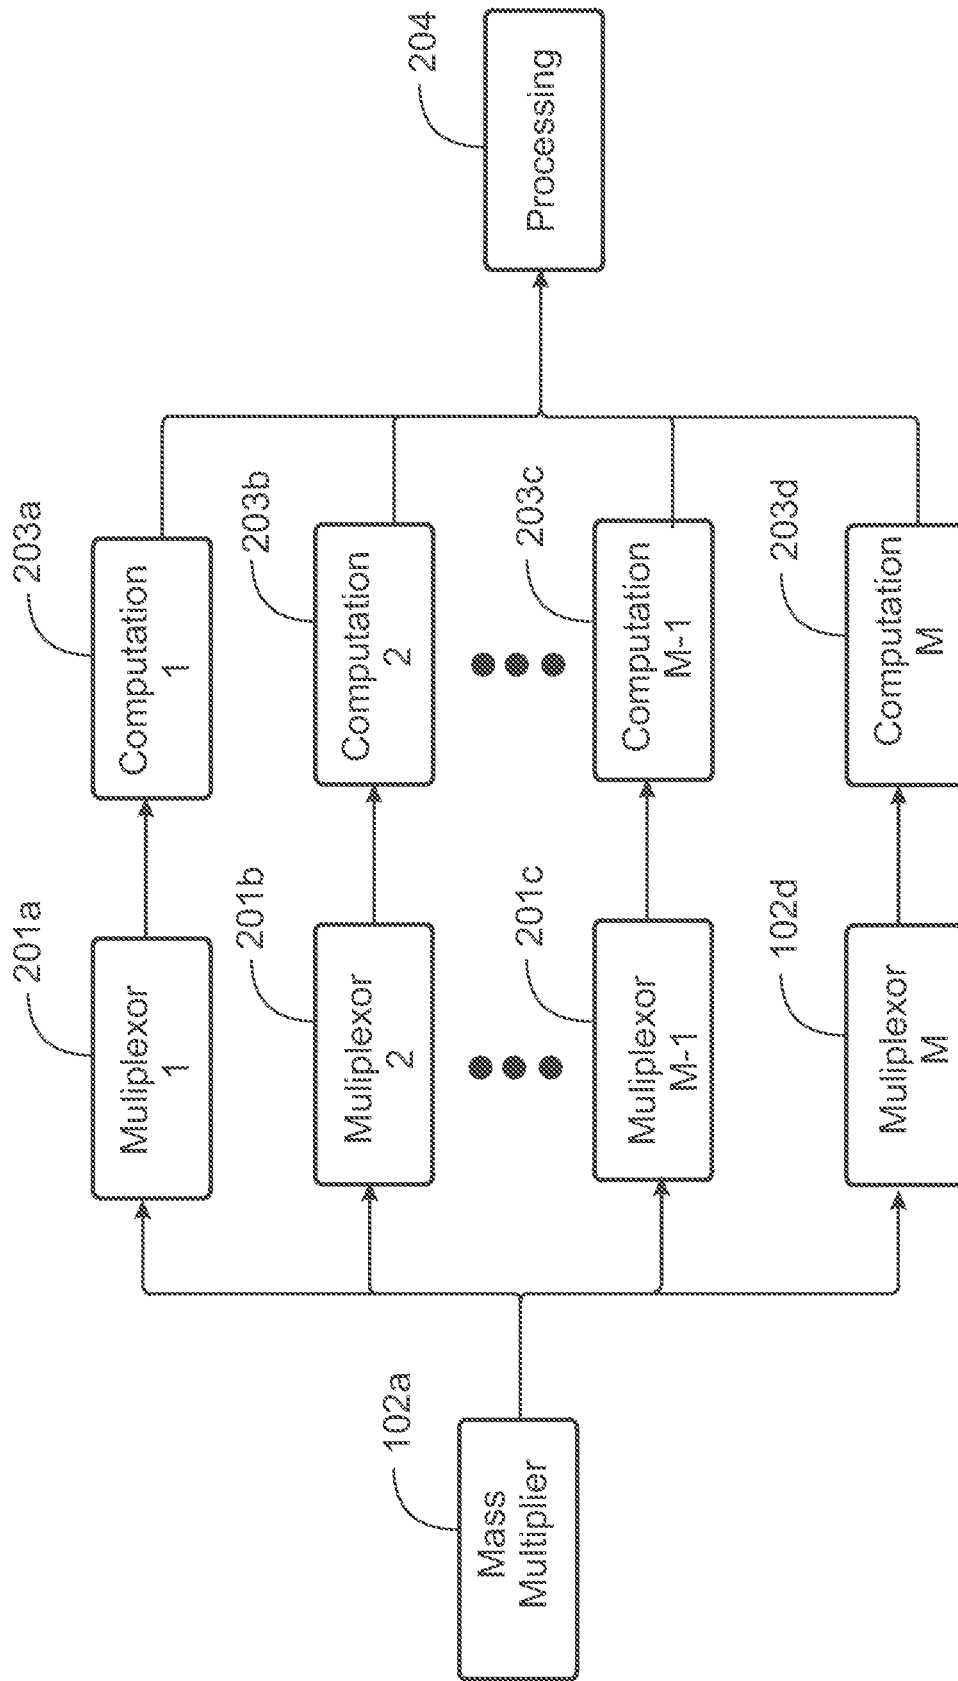 Mass
Multiplier
102a
Muliplexor
1
201a
Muliplexor
2
201b
Muliplexor
M-1
201c
Muliplexor
M
102d
Computation
1
203a
Computation
2
203b
Computation
M-1
203c
Computation
M
203d
Processing
204